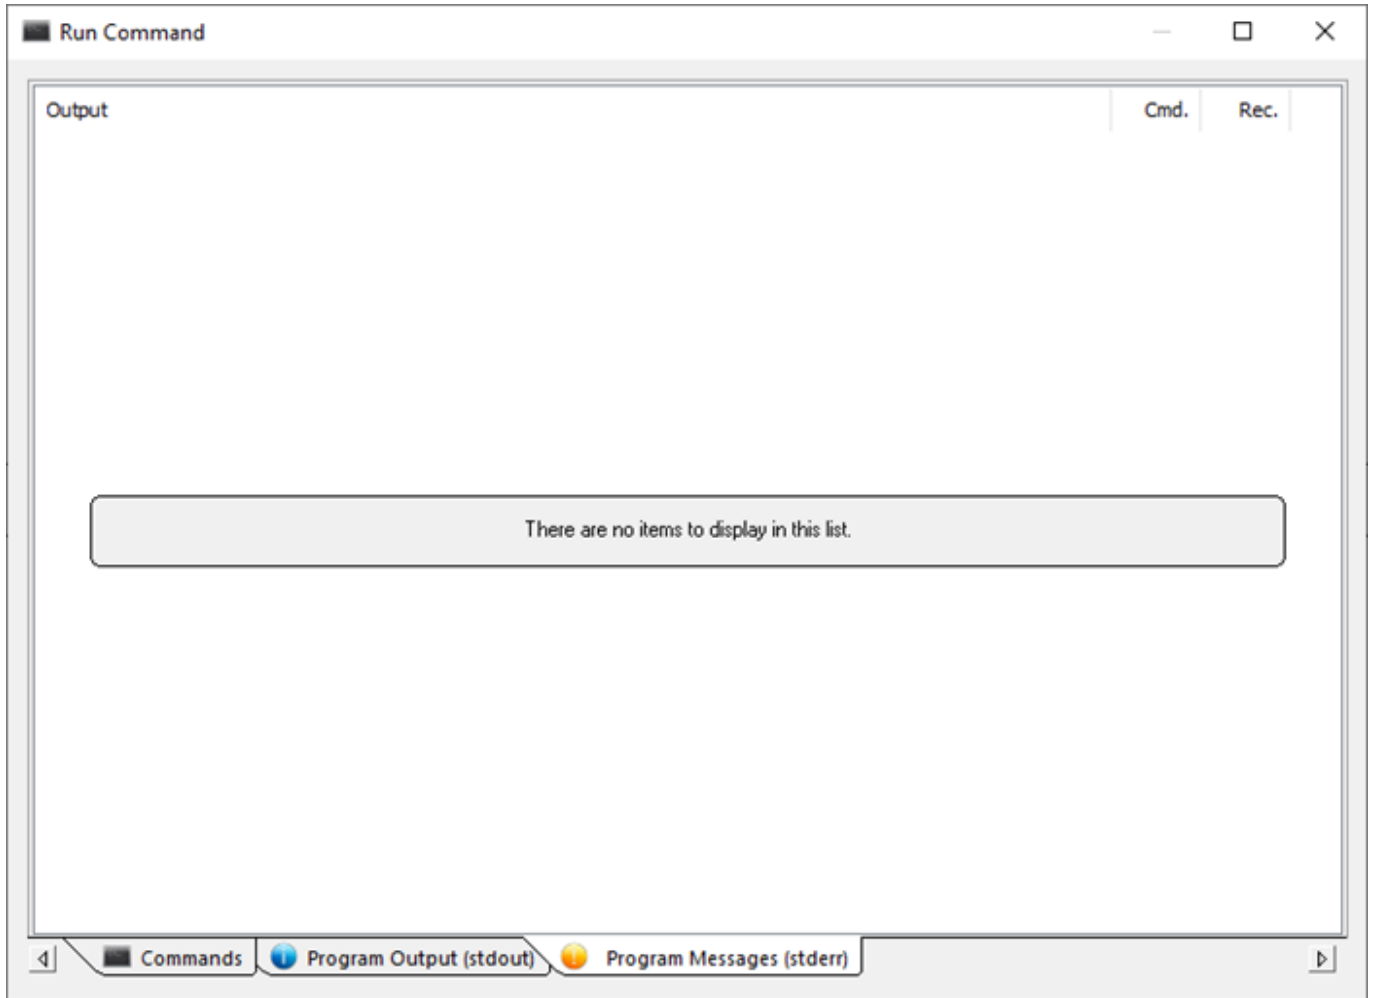 Run Command
Output Cmd. Rec.
There are no items to display in this list.
Commands Program Output (stdout) Program Messages (stderr)